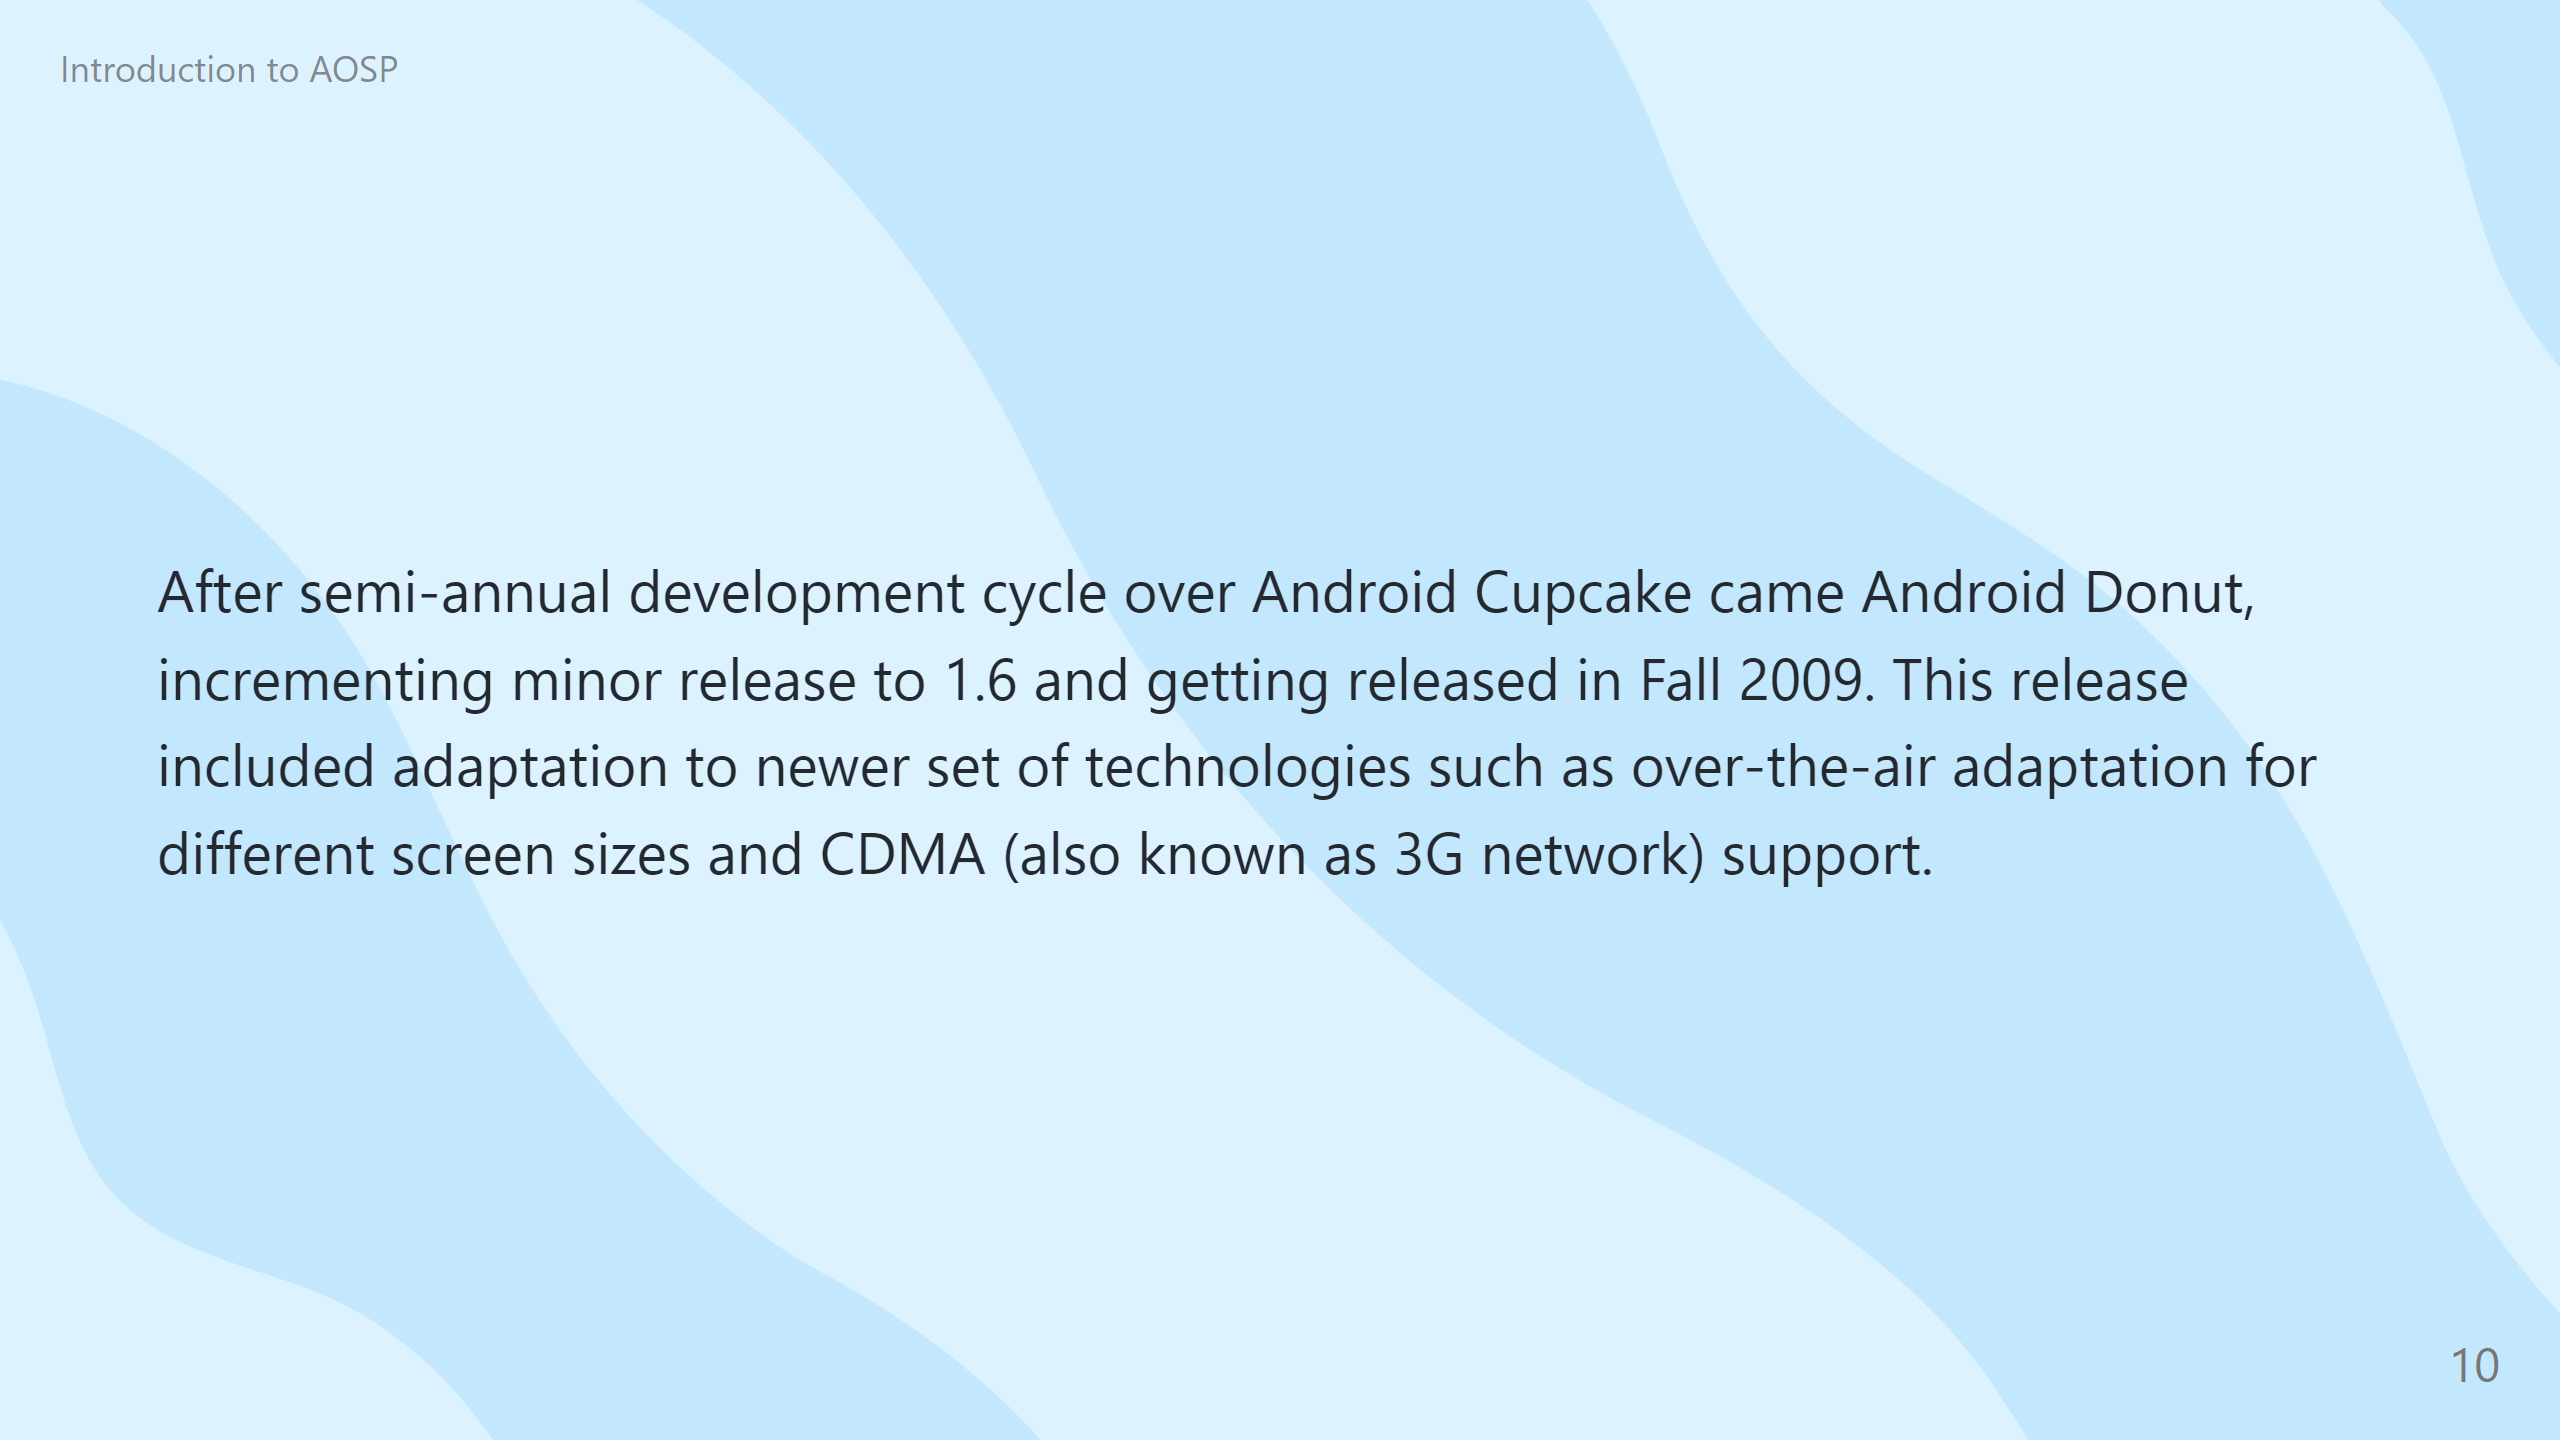 Introduction to AOSP
After semi-annual development cycle over Android Cupcake came Android Donut,
incrementing minor release to 1.6 and getting released in Fall 2009. This release
included adaptation to newer set of technologies such as over-the-air adaptation for
different screen sizes and CDMA (also known as 3G network) support.
10